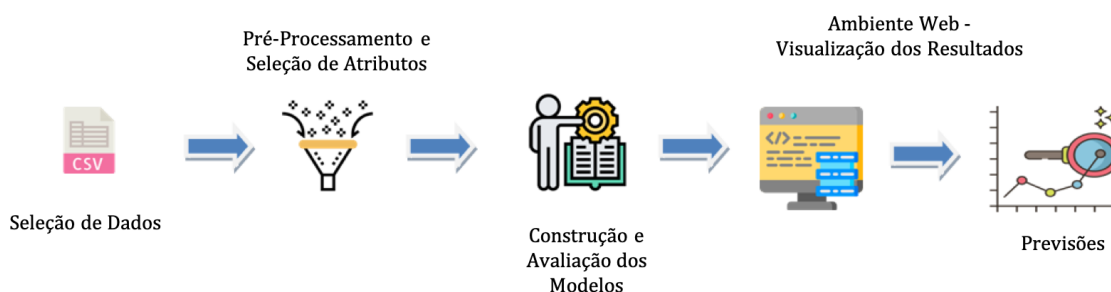 Seleção de Dados
CSV
Pré-Processamento e
Seleção de Atributos
Construção e
Avaliação dos
Modelos
Ambiente Web -
Visualização dos Resultados
</>
Previsões